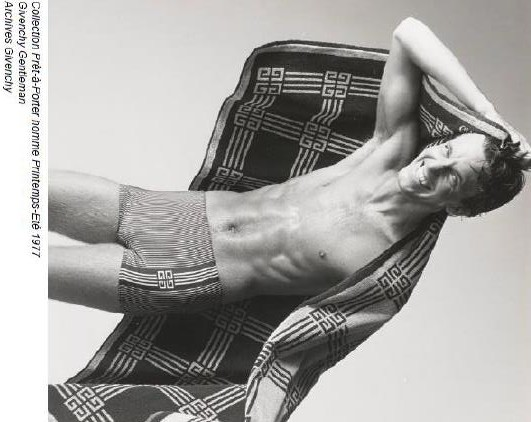 Collection Prêt-à-Porter homme Printemps-Eté 1977
Givenchy Gentleman
Archives Givenchy